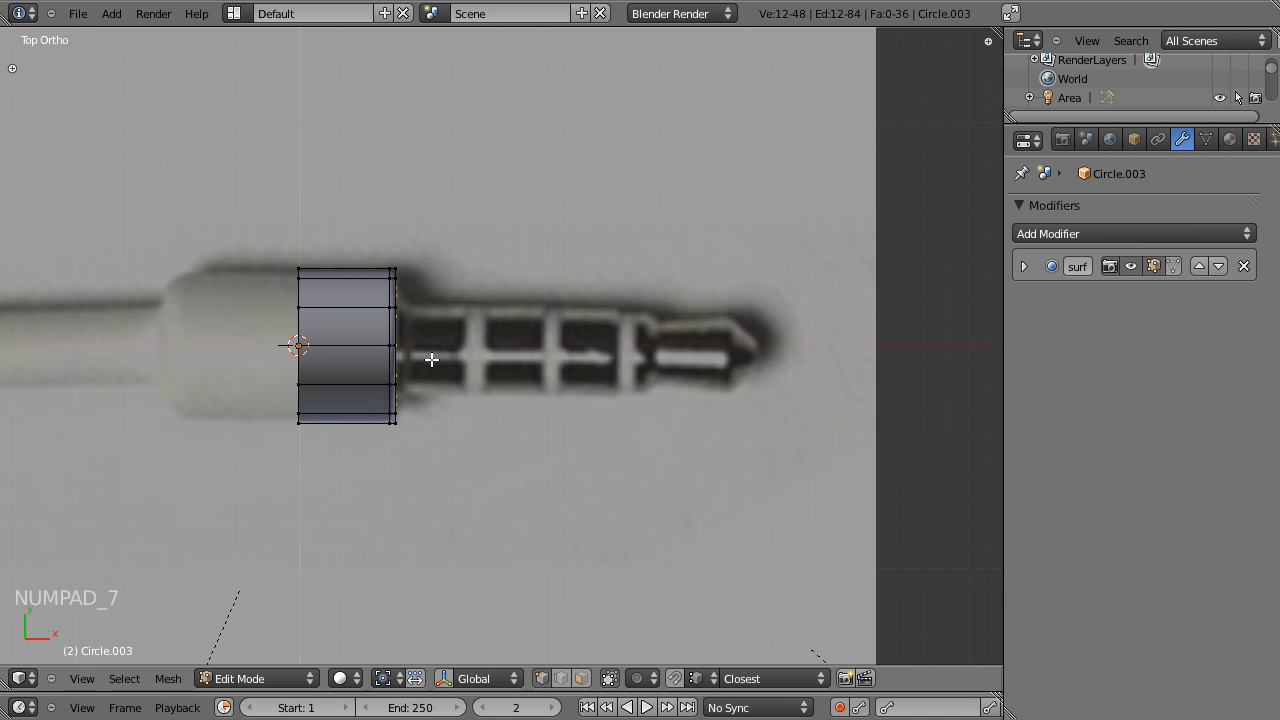 File Add Render Help Default Scene Blender Render Ve:12-48 | Ed:12-84 | Fa:0-36 | Circle.003
Top Ortho
View Search All Scenes
RenderLayers |
World
Area |
Circle.003
Modifiers
Add Modifier
surf
NUMPAD_7
y
x
(2) Circle.003
View Select Mesh Edit Mode Global Closest
View Frame Playback Start: 1 End: 250 2 No Sync